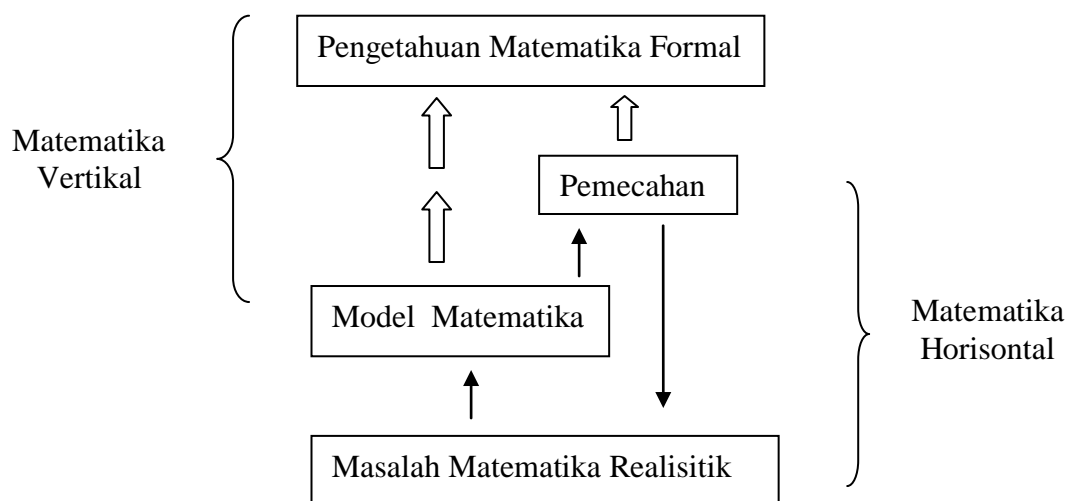 Pengetahuan Matematika Formal
Matematika
Vertikal
Pemecahan
Model Matematika
Matematika
Horisontal
Masalah Matematika Realisitik